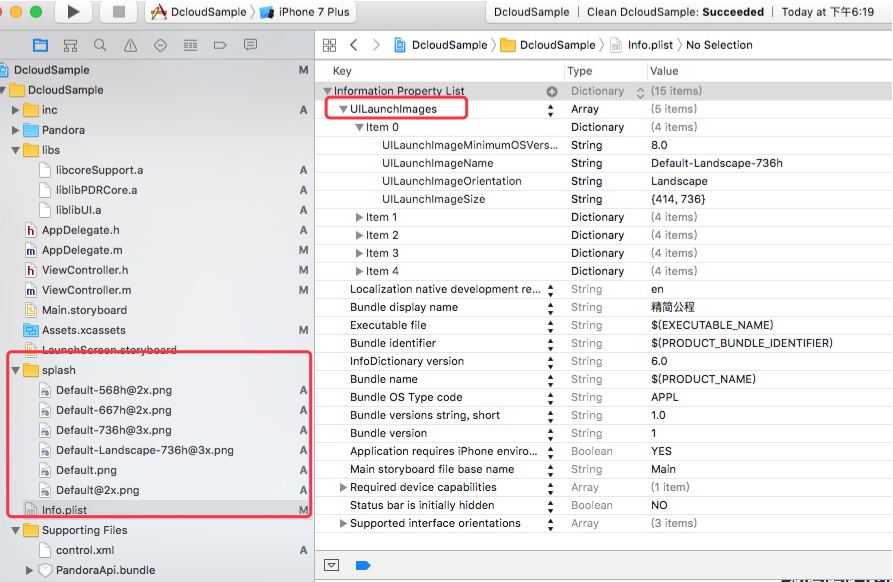 DcloudSample
iPhone 7 Plus
DcloudSample | Clean DcloudSample: Succeeded | Today at 下午6:19
DcloudSample
DcloudSample
Info.plist
No Selection
DcloudSample M
DcloudSample
inc A
Pandora
libs
libcoreSupport.a A
liblibPDRCore.a A
liblibUI.a A
h AppDelegate.h A
m AppDelegate.m M
h ViewController.h M
m ViewController.m M
Main.storyboard
Assets.xcassets M
LaunchScreen.storyboard
splash
Default-568h@2x.png A
Default-667h@2x.png A
Default-736h@3x.png A
Default-Landscape-736h@3x.png A
Default.png A
Default@2x.png A
Info.plist M
Supporting Files
control.xml A
PandoraApi.bundle
Key Type Value
Information Property List Dictionary (15 items)
UILaunchImages Array (5 items)
Item 0 Dictionary (4 items)
UILaunchImageMinimumOSVers... String 8.0
UILaunchImageName String Default-Landscape-736h
UILaunchImageOrientation String Landscape
UILaunchImageSize String {414, 736}
Item 1 Dictionary (4 items)
Item 2 Dictionary (4 items)
Item 3 Dictionary (4 items)
Item 4 Dictionary (4 items)
Localization native development re... String en
Bundle display name String 精简公程
Executable file String $(EXECUTABLE_NAME)
Bundle identifier String $(PRODUCT_BUNDLE_IDENTIFIER)
InfoDictionary version String 6.0
Bundle name String $(PRODUCT_NAME)
Bundle OS Type code String APPL
Bundle versions string, short String 1.0
Bundle version String 1
Application requires iPhone enviro... Boolean YES
Main storyboard file base name String Main
Required device capabilities Array (1 item)
Status bar is initially hidden Boolean NO
Supported interface orientations Array (3 items)